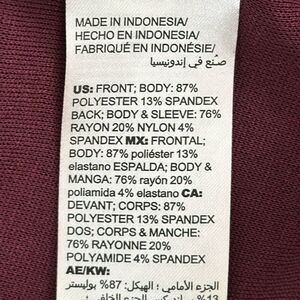 MADE IN INDONESIA/
HECHO EN INDONESIA/
FABRIQUÉ EN INDONÉSIE/
صنع في إندونيسيا
US: FRONT; BODY: 87%
POLYESTER 13% SPANDEX
BACK; BODY & SLEEVE: 76%
RAYON 20% NYLON 4%
SPANDEX MX: FRONTAL;
BODY: 87% poliéster 13%
elastano ESPALDA; BODY &
MANGA: 76% rayón 20%
poliamida 4% elastano CA:
DEVANT; CORPS: 87%
POLYESTER 13% SPANDEX
DOS; CORPS & MANCHE:
76% RAYONNE 20%
POLYAMIDE 4% SPANDEX
AE/KW:
الجزء الأمامي؛ الهيكل: 87% بوليستر
13%